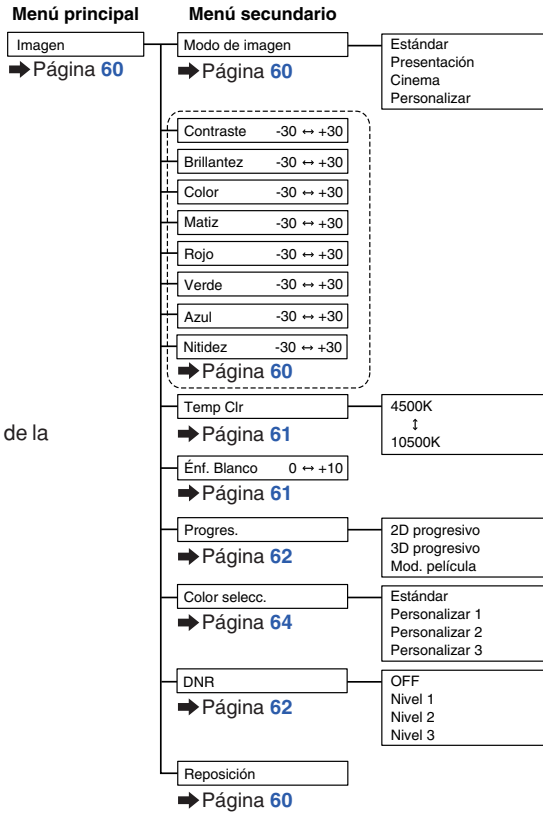 Menú principal Menú secundario
Imagen Modo de imagen Estándar
Página 60 Página 60 Presentación
Cinema
Personalizar
Contraste -30 ↔ +30
Brillantez -30 ↔ +30
Color -30 ↔ +30
Matiz -30 ↔ +30
Rojo -30 ↔ +30
Verde -30 ↔ +30
Azul -30 ↔ +30
Nitidez -30 ↔ +30
Página 60
Temp Clr 4500K
↕
de la Página 61 10500K
Énf. Blanco 0 ↔ +10
Página 61
Progres. 2D progresivo
Página 62 3D progresivo
Mod. película
Color selecc. Estándar
Página 64 Personalizar 1
Personalizar 2
Personalizar 3
DNR OFF
Página 62 Nivel 1
Nivel 2
Nivel 3
Reposición
Página 60